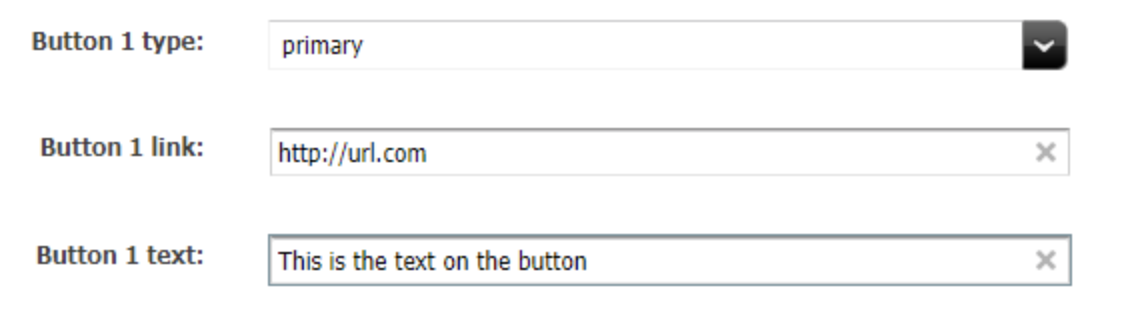 Button 1 type: primary
Button 1 link: http://url.com
Button 1 text: This is the text on the button